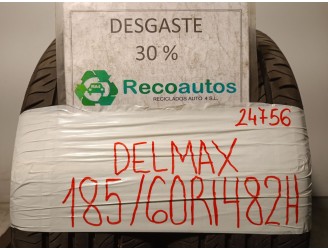 DESGASTE
30 %
Recoautos
RECICLADOS AUTO 4 S.L.
24756
DELMAX
185/60R1482H